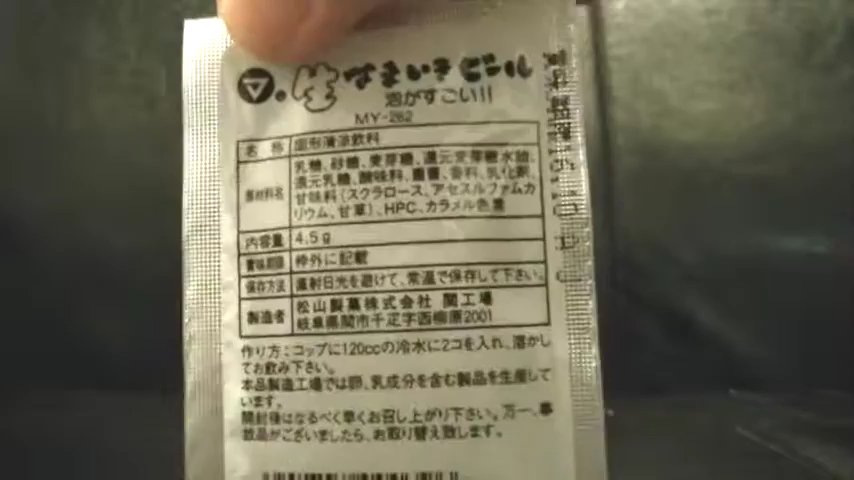 生 なまいきビール
泡がすごい!!
MY-262
名 称 固形清涼飲料
原材料名 乳糖、砂糖、麦芽糖、還元麦芽糖水飴、
還元乳糖、酸味料、重曹、香料、乳化剤、
甘味料(スクラロース、アセスルファムカ
リウム、甘草)、HPC、カラメル色素
内容量 4.5g
賞味期限 枠外に記載
保存方法 直射日光を避けて、常温で保存して下さい。
製造者 松山製菓株式会社 関工場
岐阜県関市千疋字西柳原2001
作り方:コップに120ccの冷水に2コを入れ、溶かし
てお飲み下さい。
本品製造工場では卵、乳成分を含む製品を生産して
います。
開封後はなるべく早くお召し上がり下さい。万一、事
故品がございましたら、お取り替え致します。